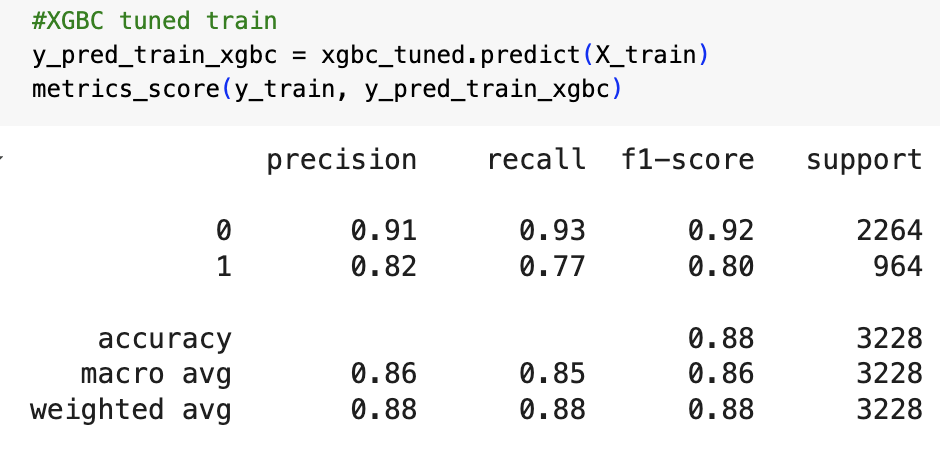 #XGBC tuned train
y_pred_train_xgbc = xgbc_tuned.predict(X_train)
metrics_score(y_train, y_pred_train_xgbc)
precision recall f1-score support
0 0.91 0.93 0.92 2264
1 0.82 0.77 0.80 964
accuracy 0.88 3228
macro avg 0.86 0.85 0.86 3228
weighted avg 0.88 0.88 0.88 3228